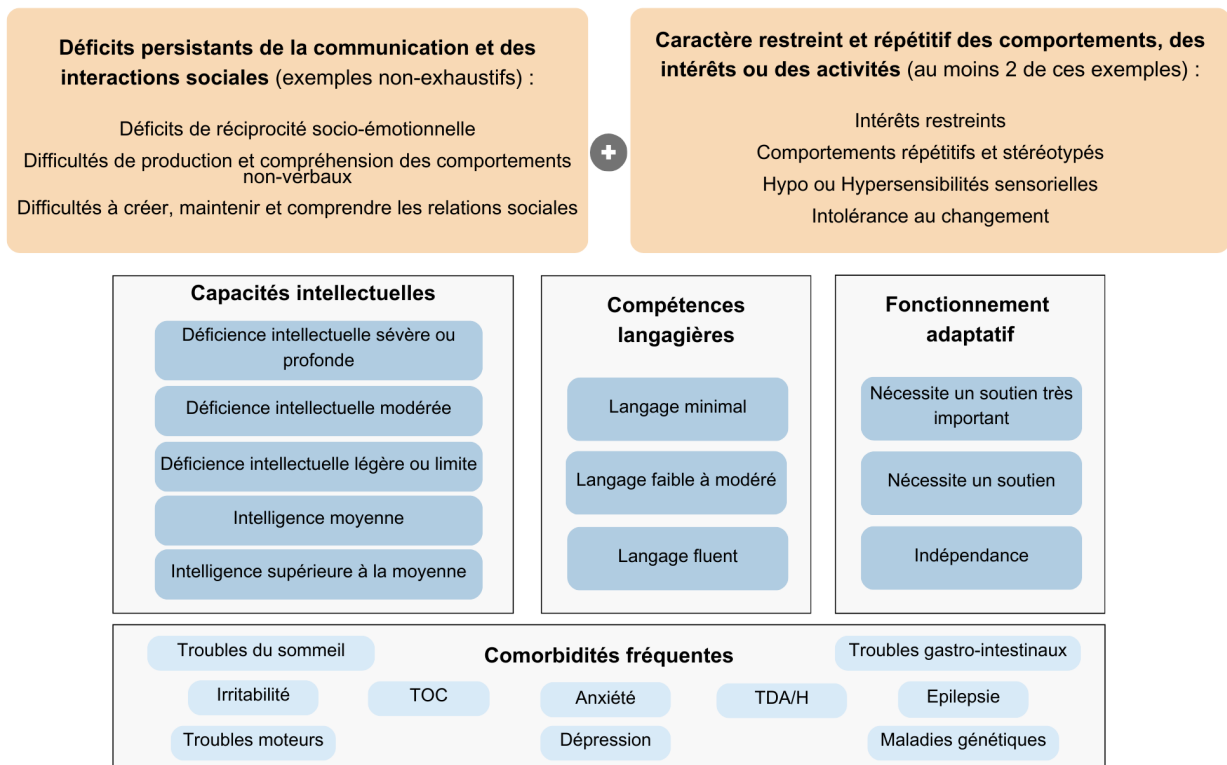 Déficits persistants de la communication et des
interactions sociales (exemples non-exhaustifs) :
Déficits de réciprocité socio-émotionnelle
Difficultés de production et compréhension des comportements
non-verbaux
Difficultés à créer, maintenir et comprendre les relations sociales
+
Caractère restreint et répétitif des comportements, des
intérêts ou des activités (au moins 2 de ces exemples) :
Intérêts restreints
Comportements répétitifs et stéréotypés
Hypo ou Hypersensibilités sensorielles
Intolérance au changement
Capacités intellectuelles
Déficience intellectuelle sévère ou
profonde
Déficience intellectuelle modérée
Déficience intellectuelle légère ou limite
Intelligence moyenne
Intelligence supérieure à la moyenne
Compétences
langagières
Langage minimal
Langage faible à modéré
Langage fluent
Fonctionnement
adaptatif
Nécessite un soutien très
important
Nécessite un soutien
Indépendance
Comorbidités fréquentes
Troubles du sommeil
Troubles gastro-intestinaux
Irritabilité
TOC
Anxiété
TDA/H
Epilepsie
Troubles moteurs
Dépression
Maladies génétiques